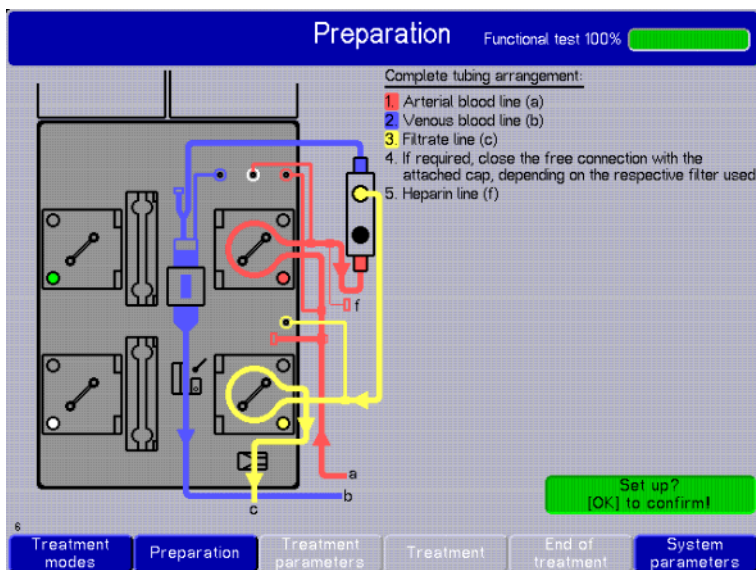 Preparation
Functional test 100%
Complete tubing arrangement:
1. Arterial blood line (a)
2. Venous blood line (b)
3. Filtrate line (c)
4. If required, close the free connection with the
attached cap, depending on the respective filter used
5. Heparin line (f)
f
a
b
c
Set up?
[OK] to confirm!
6
Treatment
modes
Preparation
Treatment
parameters
Treatment
End of
treatment
System
parameters